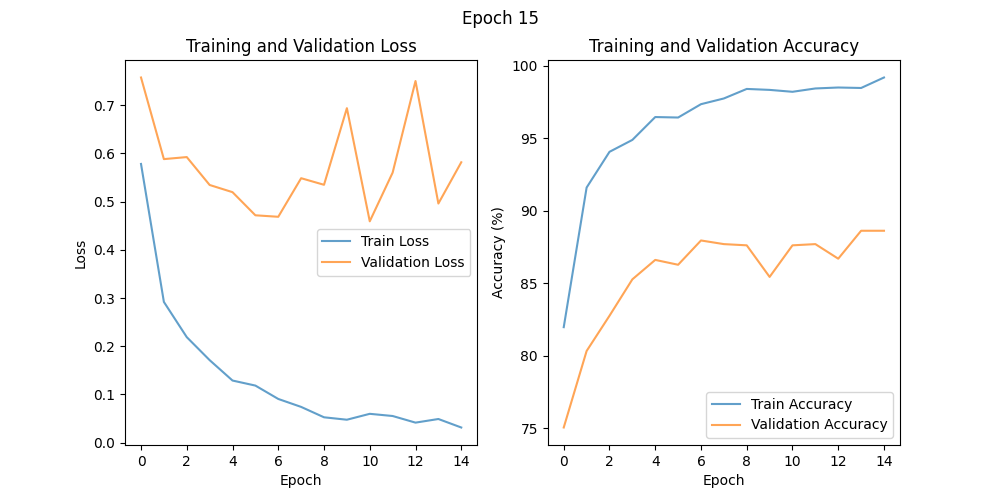 Epoch 15
Training and Validation Loss
Loss
0.7
0.6
0.5
0.4
0.3
0.2
0.1
0.0
Train Loss
Validation Loss
0 2 4 6 8 10 12 14
Epoch
Training and Validation Accuracy
Accuracy (%)
100
95
90
85
80
75
Train Accuracy
Validation Accuracy
0 2 4 6 8 10 12 14
Epoch